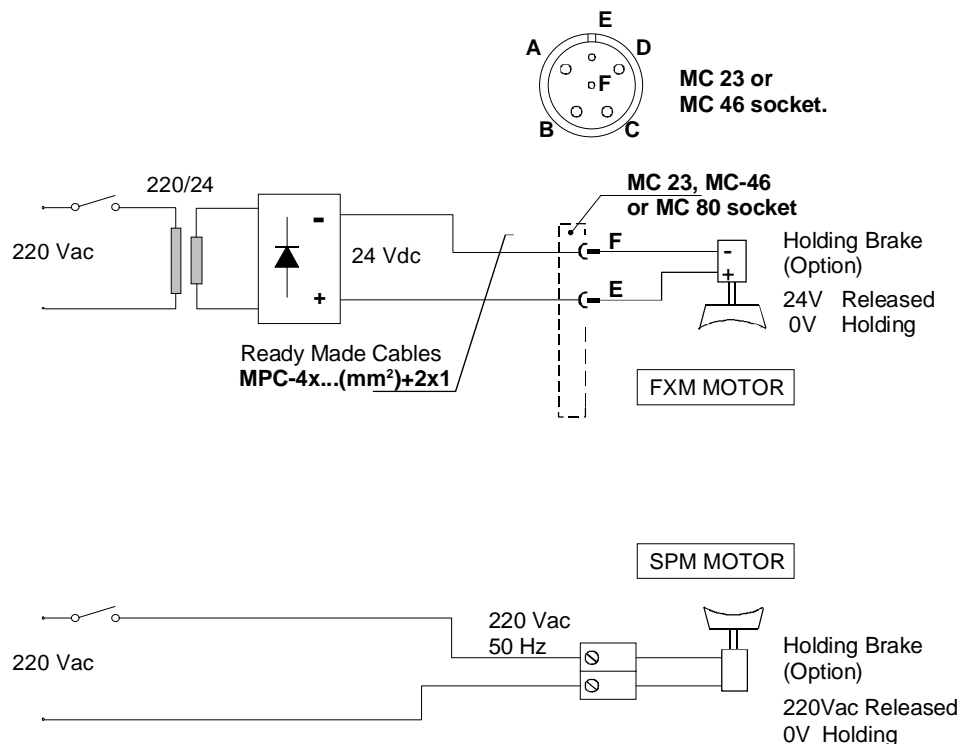 E
A
D
F
B
C
MC 23 or
MC 46 socket.
220/24
220 Vac
-
+
24 Vdc
Ready Made Cables
MPC-4x...(mm²)+2x1
MC 23, MC-46
or MC 80 socket
F
E
-
+
Holding Brake
(Option)
24V Released
0V Holding
FXM MOTOR
SPM MOTOR
220 Vac
220 Vac
50 Hz
Holding Brake
(Option)
220Vac Released
0V Holding